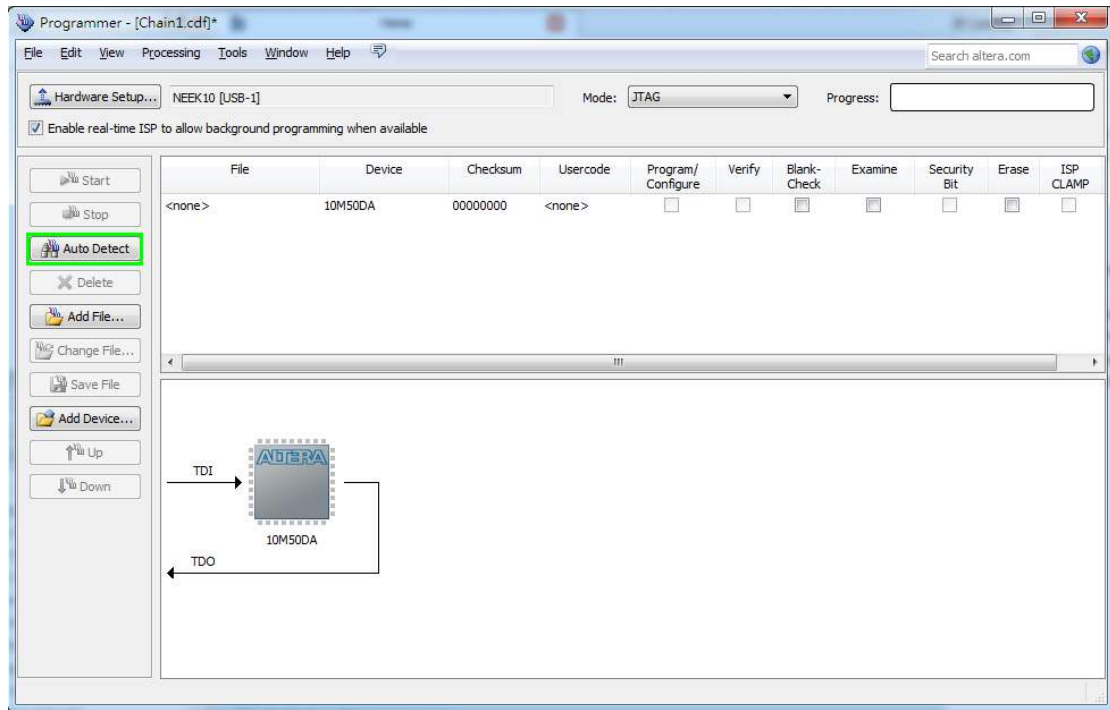 Programmer - [Chain1.cdf]*
File Edit View Processing Tools Window Help
Search altera.com
Hardware Setup... NEEK10 [USB-1] Mode: JTAG Progress:
Enable real-time ISP to allow background programming when available
Start
Stop
Auto Detect
Delete
Add File...
Change File...
Save File
Add Device...
Up
Down
File Device Checksum Usercode Program/ Configure Verify Blank- Check Examine Security Bit Erase ISP CLAMP
<none> 10M50DA 00000000 <none>
TDI
ALTERA
10M50DA
TDO